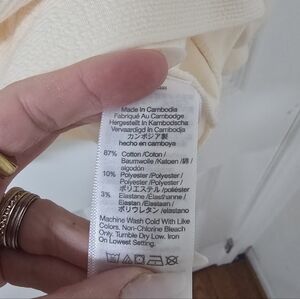 Made In Cambodia
Fabriqué Au Cambodge
Hergestellt In Kambodscha
Vervaardigd In Cambodja
カンボジア製
hecho en camboya
87% Cotton /Coton /
Baumwolle /Katoen / 綿 /
algodón
10% Polyester /Polyester /
Polyester /Polyester /
ポリエステル /poliéster
3% Elastane /Élasthanne /
Elastan /Elastaan /
ポリウレタン /elastano
Machine Wash Cold With Like
Colors. Non-Chlorine Bleach
Only. Tumble Dry Low. Iron
On Lowest Setting.